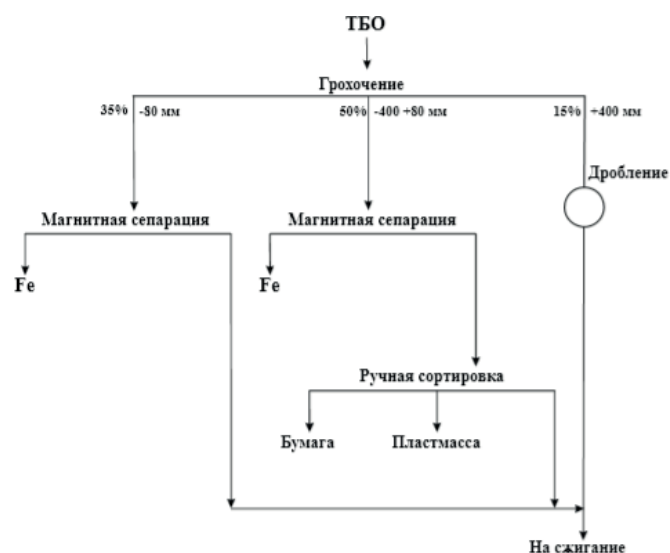 ТБО
Грохочение
35% -80 мм
50% -400 +80 мм
15% +400 мм
Дробление
Магнитная сепарация
Магнитная сепарация
Fe
Fe
Ручная сортировка
Бумага
Пластмасса
На сжигание